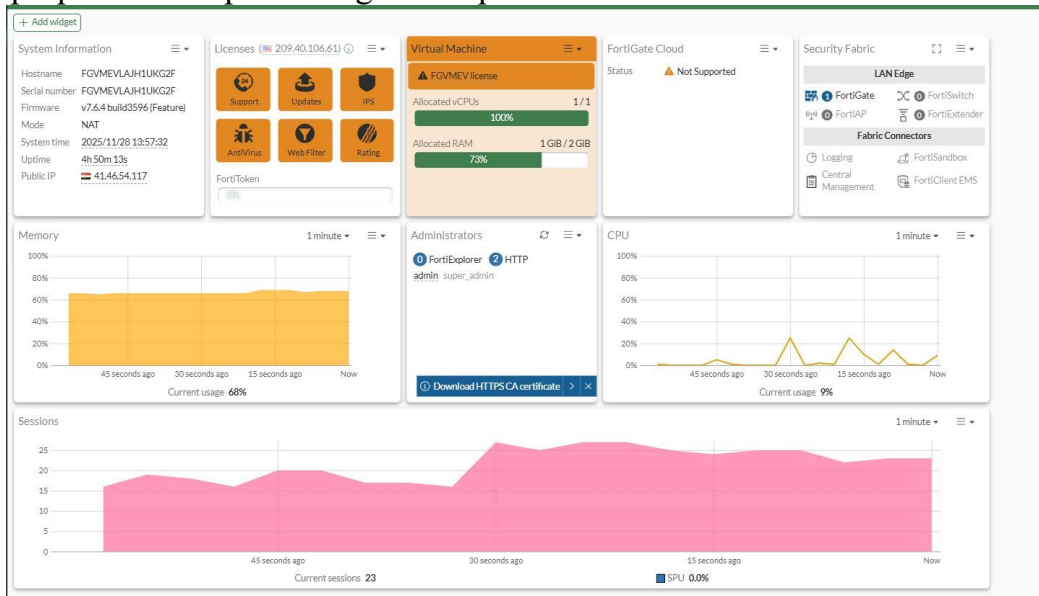 + Add widget
System Information
Hostname FGVMEVLAJH1UKG2F
Serial number FGVMEVLAJH1UKG2F
Firmware v7.6.4 build3596 (Feature)
Mode NAT
System time 2025/11/28 13:57:32
Uptime 4h 50m 13s
Public IP 41.46.54.117
Licenses (209.40.106.61)
Support Updates IPS
AntiVirus Web Filter Rating
FortiToken
0/0
Virtual Machine
FGVMEV license
Allocated vCPUs 1 / 1
100%
Allocated RAM 1 GiB / 2 GiB
73%
FortiGate Cloud
Status Not Supported
Security Fabric
LAN Edge
1 FortiGate 0 FortiSwitch
0 FortiAP 0 FortiExtender
Fabric Connectors
Logging FortiSandbox
Central Management FortiClient EMS
Memory 1 minute
100%
80%
60%
40%
20%
0%
45 seconds ago 30 seconds ago 15 seconds ago Now
Current usage 68%
Administrators
0 FortiExplorer 2 HTTP
admin super_admin
Download HTTPS CA certificate
CPU 1 minute
100%
80%
60%
40%
20%
0%
45 seconds ago 30 seconds ago 15 seconds ago Now
Current usage 9%
Sessions 1 minute
25
20
15
10
5
0
45 seconds ago 30 seconds ago 15 seconds ago Now
Current sessions 23 SPU 0.0%